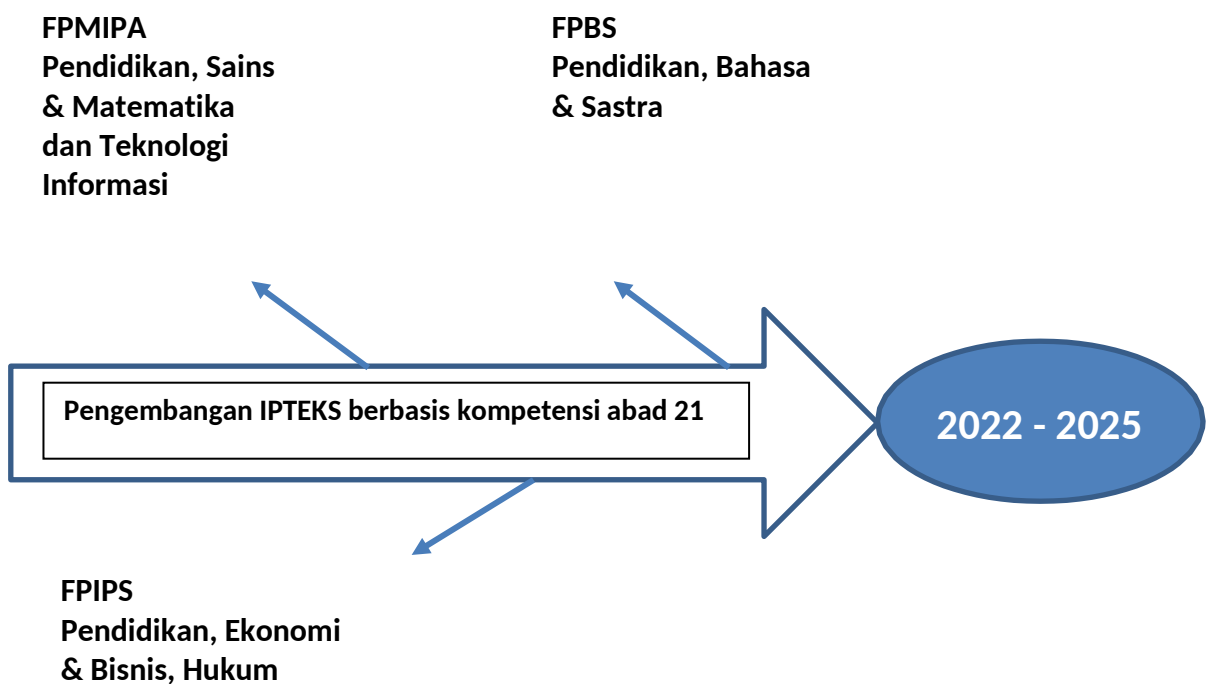 FPMIPA
Pendidikan, Sains
& Matematika
dan Teknologi
Informasi
FPBS
Pendidikan, Bahasa
& Sastra
Pengembangan IPTEKS berbasis kompetensi abad 21
2022 - 2025
FPIPS
Pendidikan, Ekonomi
& Bisnis, Hukum